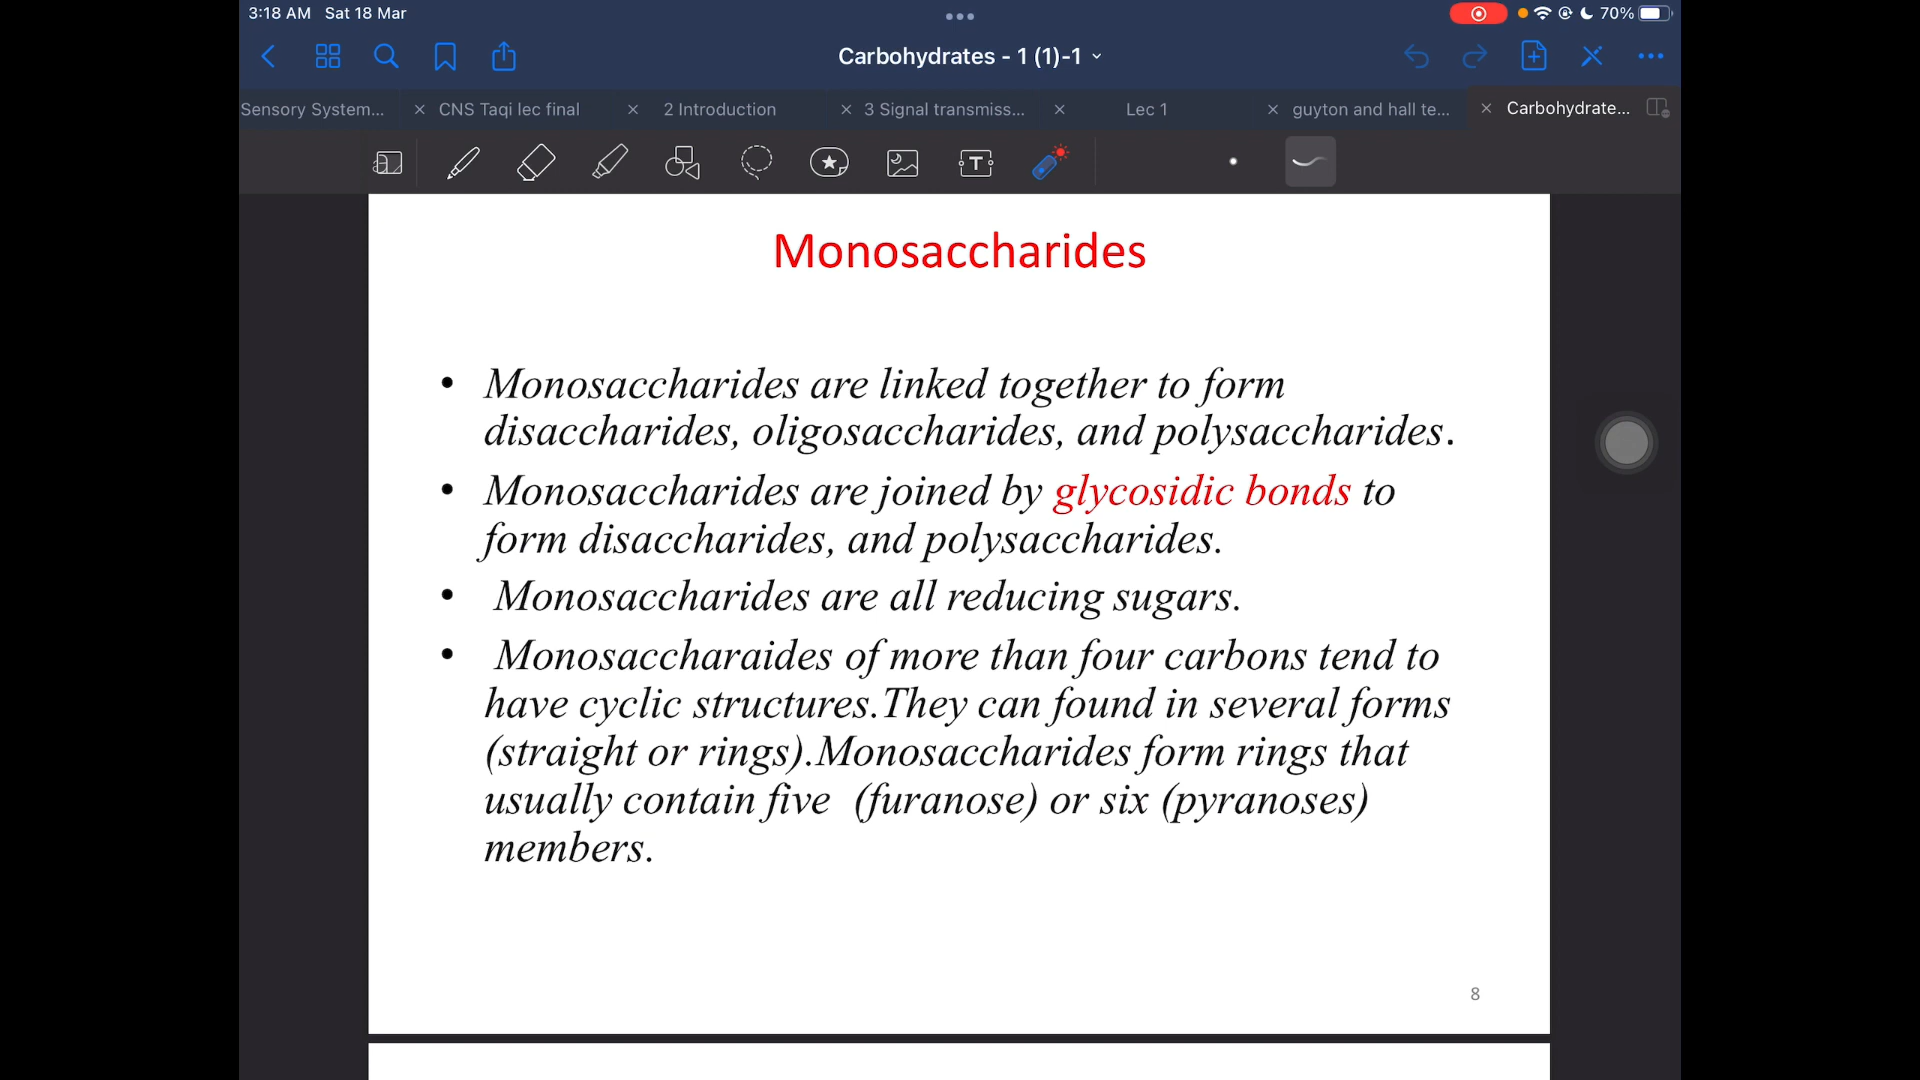 3:18 AM Sat 18 Mar
70%
Carbohydrates - 1 (1)-1
Sensory System... CNS Taqi lec final 2 Introduction 3 Signal transmiss... Lec 1 guyton and hall te... Carbohydrate...
Monosaccharides
• Monosaccharides are linked together to form
disaccharides, oligosaccharides, and polysaccharides.
• Monosaccharides are joined by glycosidic bonds to
form disaccharides, and polysaccharides.
• Monosaccharides are all reducing sugars.
• Monosaccharaides of more than four carbons tend to
have cyclic structures.They can found in several forms
(straight or rings).Monosaccharides form rings that
usually contain five (furanose) or six (pyranoses)
members.
8